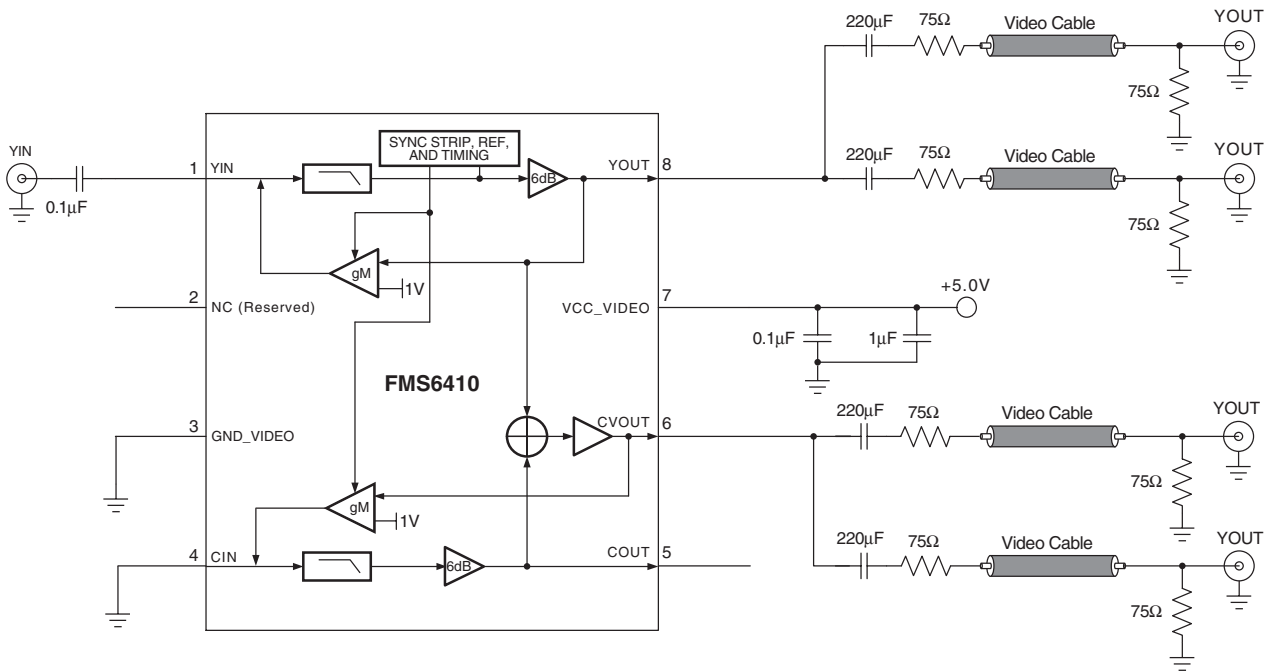 220µF
75Ω
Video Cable
YOUT
75Ω
SYNC STRIP, REF,
AND TIMING
YIN
0.1µF
1
YIN
6dB
YOUT
8
220µF
75Ω
Video Cable
YOUT
75Ω
gM
1V
2
NC (Reserved)
VCC_VIDEO
7
+5.0V
0.1µF
1µF
FMS6410
3
GND_VIDEO
CVOUT
6
220µF
75Ω
Video Cable
YOUT
75Ω
gM
1V
4
CIN
6dB
COUT
5
220µF
75Ω
Video Cable
YOUT
75Ω